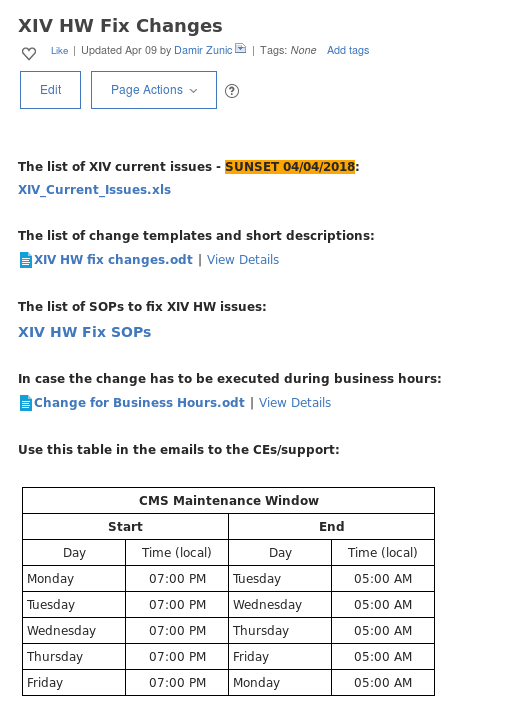 XIV HW Fix Changes
Like | Updated Apr 09 by Damir Zunic | Tags: None Add tags
Edit Page Actions ?
The list of XIV current issues - SUNSET 04/04/2018:
XIV_Current_Issues.xls
The list of change templates and short descriptions:
XIV HW fix changes.odt | View Details
The list of SOPs to fix XIV HW issues:
XIV HW Fix SOPs
In case the change has to be executed during business hours:
Change for Business Hours.odt | View Details
Use this table in the emails to the CEs/support:
CMS Maintenance Window
Start End
Day Time (local) Day Time (local)
Monday 07:00 PM Tuesday 05:00 AM
Tuesday 07:00 PM Wednesday 05:00 AM
Wednesday 07:00 PM Thursday 05:00 AM
Thursday 07:00 PM Friday 05:00 AM
Friday 07:00 PM Monday 05:00 AM